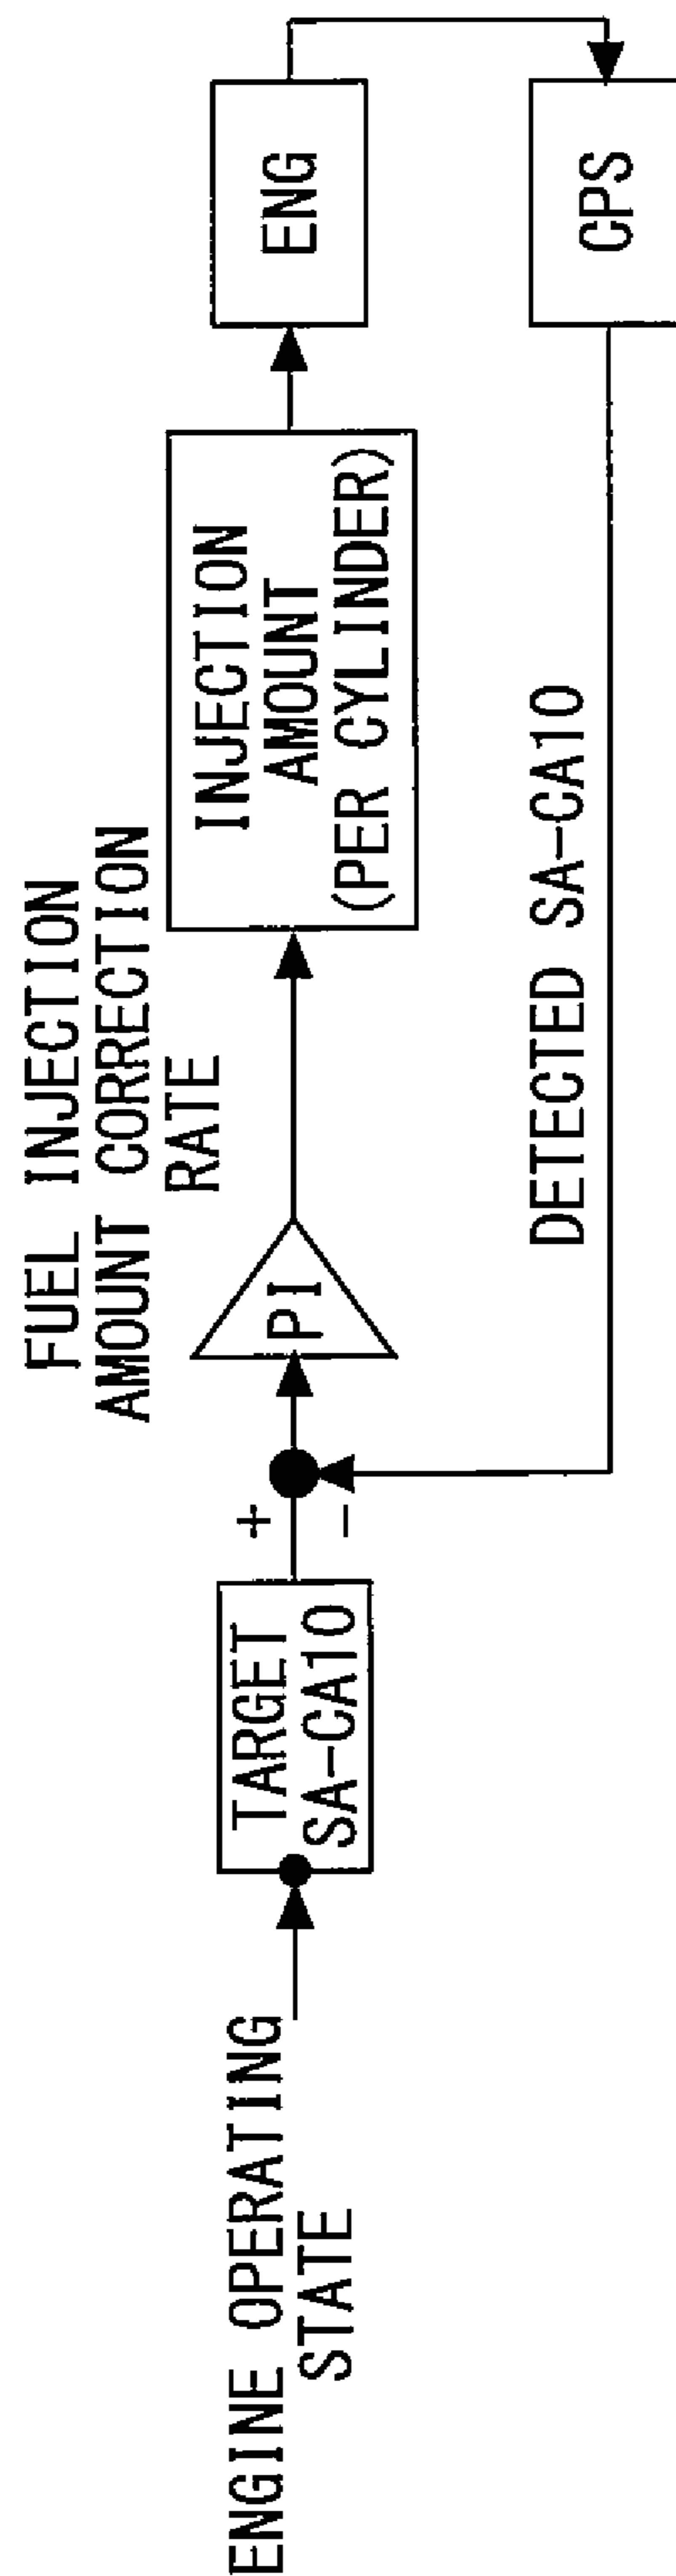 ENGINE OPERATING
STATE
TARGET
SA-CA10
+
-
PI
FUEL INJECTION
AMOUNT CORRECTION
RATE
INJECTION
AMOUNT
(PER CYLINDER)
ENG
CPS
DETECTED SA-CA10